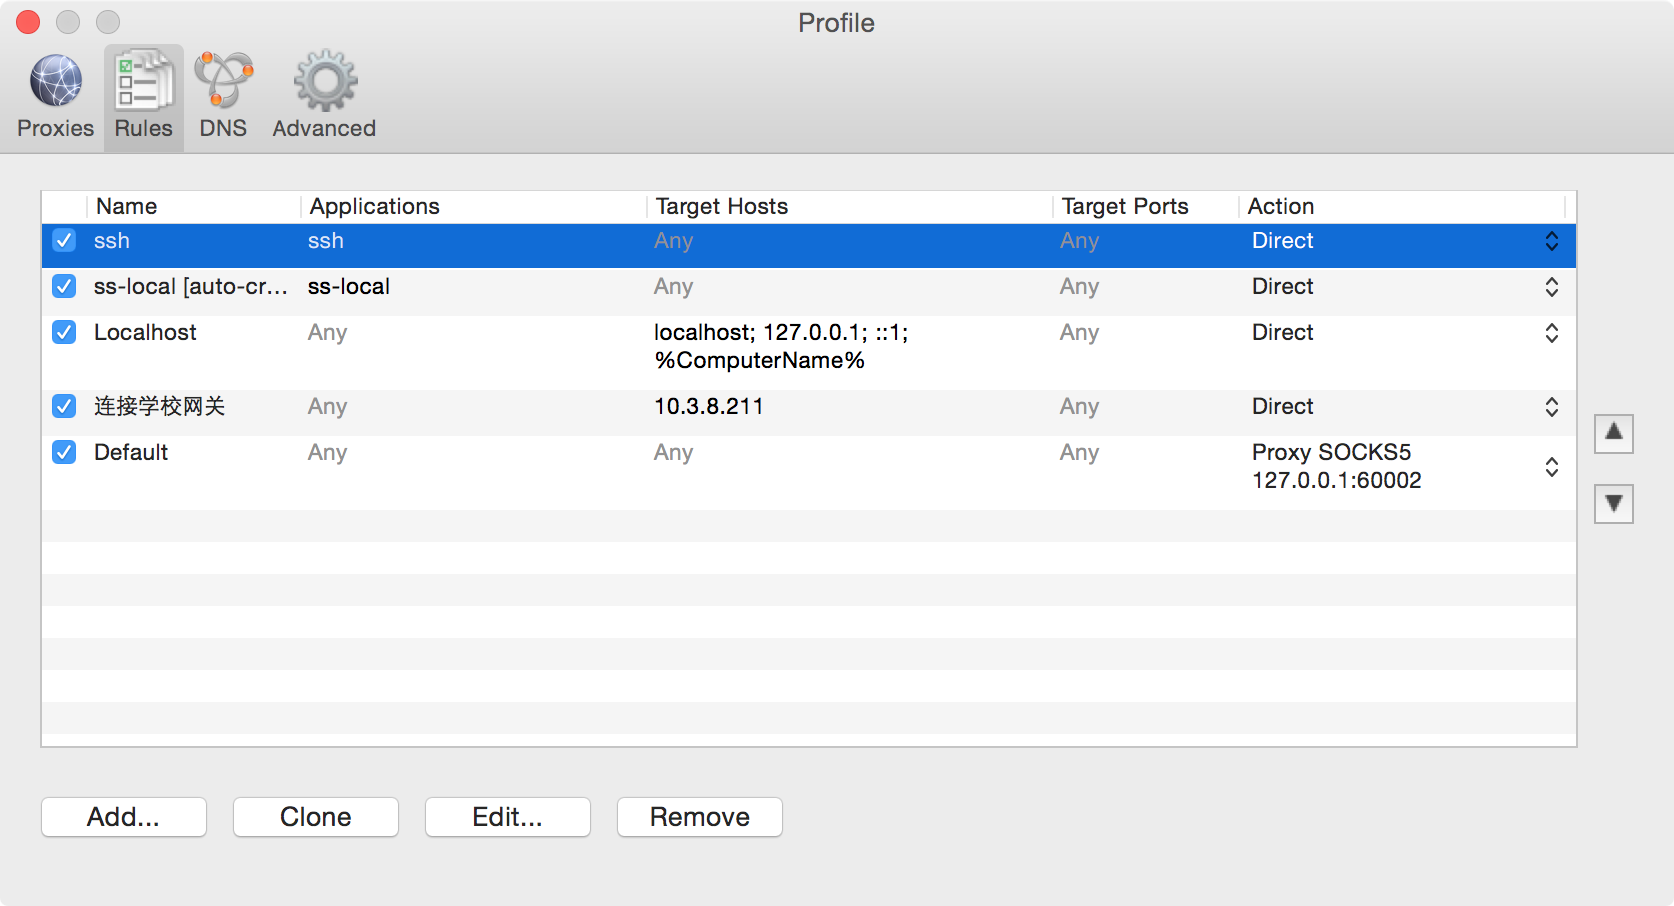 Profile
Proxies Rules DNS Advanced
Name Applications Target Hosts Target Ports Action
ssh ssh Any Any Direct
ss-local [auto-cr... ss-local Any Any Direct
Localhost Any localhost; 127.0.0.1; ::1; Any Direct
%ComputerName%
连接学校网关 Any 10.3.8.211 Any Direct
Default Any Any Any Proxy SOCKS5
127.0.0.1:60002
Add... Clone Edit... Remove